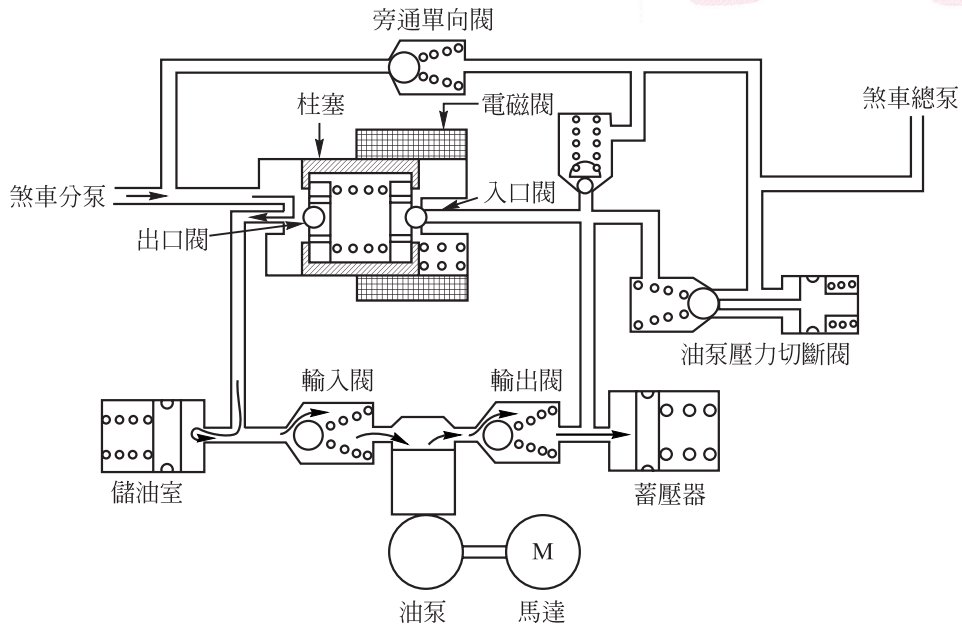 旁通單向閥
柱塞
電磁閥
煞車總泵
煞車分泵
入口閥
出口閥
油泵壓力切斷閥
輸入閥
輸出閥
儲油室
蓄壓器
M
油泵
馬達